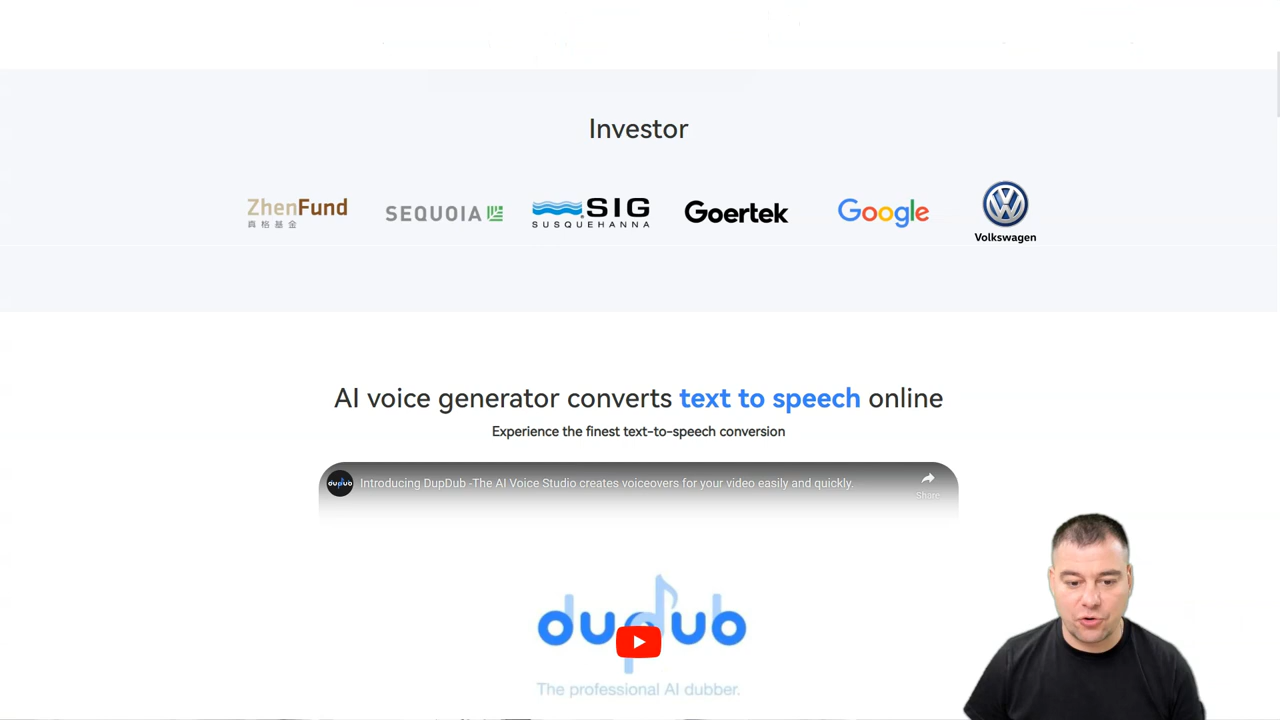 Investor
ZhenFund
真格基金
SEQUOIA
SIG
SUSQUEHANNA
Goertek
Google
Volkswagen
AI voice generator converts text to speech online
Experience the finest text-to-speech conversion
dupdub
Introducing DupDub -The AI Voice Studio creates voiceovers for your video easily and quickly.
Share
dupdub
The professional AI dubber.